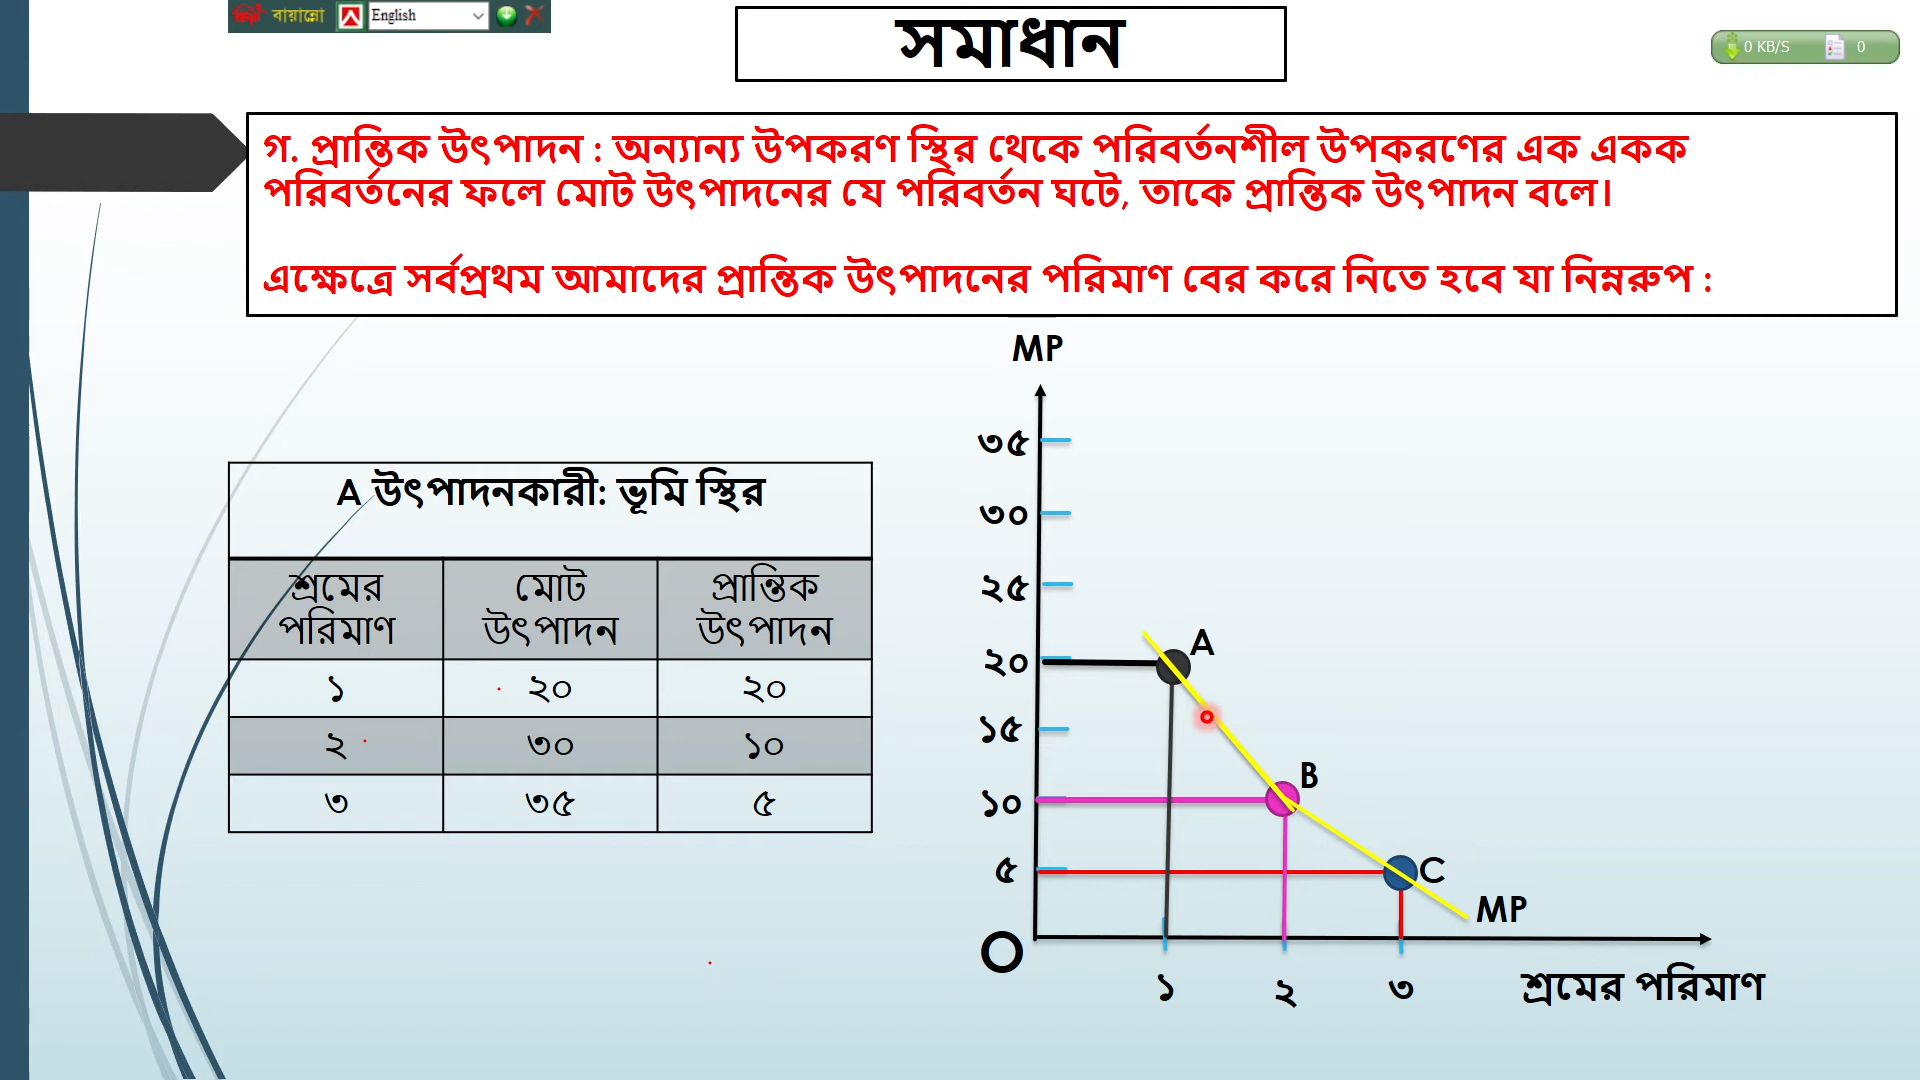 বায়ান্নো
English
সমাধান
0 KB/S 0
গ. প্রান্তিক উৎপাদন : অন্যান্য উপকরণ স্থির থেকে পরিবর্তনশীল উপকরণের এক একক
পরিবর্তনের ফলে মোট উৎপাদনের যে পরিবর্তন ঘটে, তাকে প্রান্তিক উৎপাদন বলে।
এক্ষেত্রে সর্বপ্রথম আমাদের প্রান্তিক উৎপাদনের পরিমাণ বের করে নিতে হবে যা নিম্নরুপ :
A উৎপাদনকারী: ভূমি স্থির
শ্রমের পরিমাণ মোট উৎপাদন প্রান্তিক উৎপাদন
১ ২০ ২০
২ ৩০ ১০
৩ ৩৫ ৫
MP
৩৫
৩০
২৫
২০
১৫
১০
৫
A
B
C
MP
O
১ ২ ৩
শ্রমের পরিমাণ